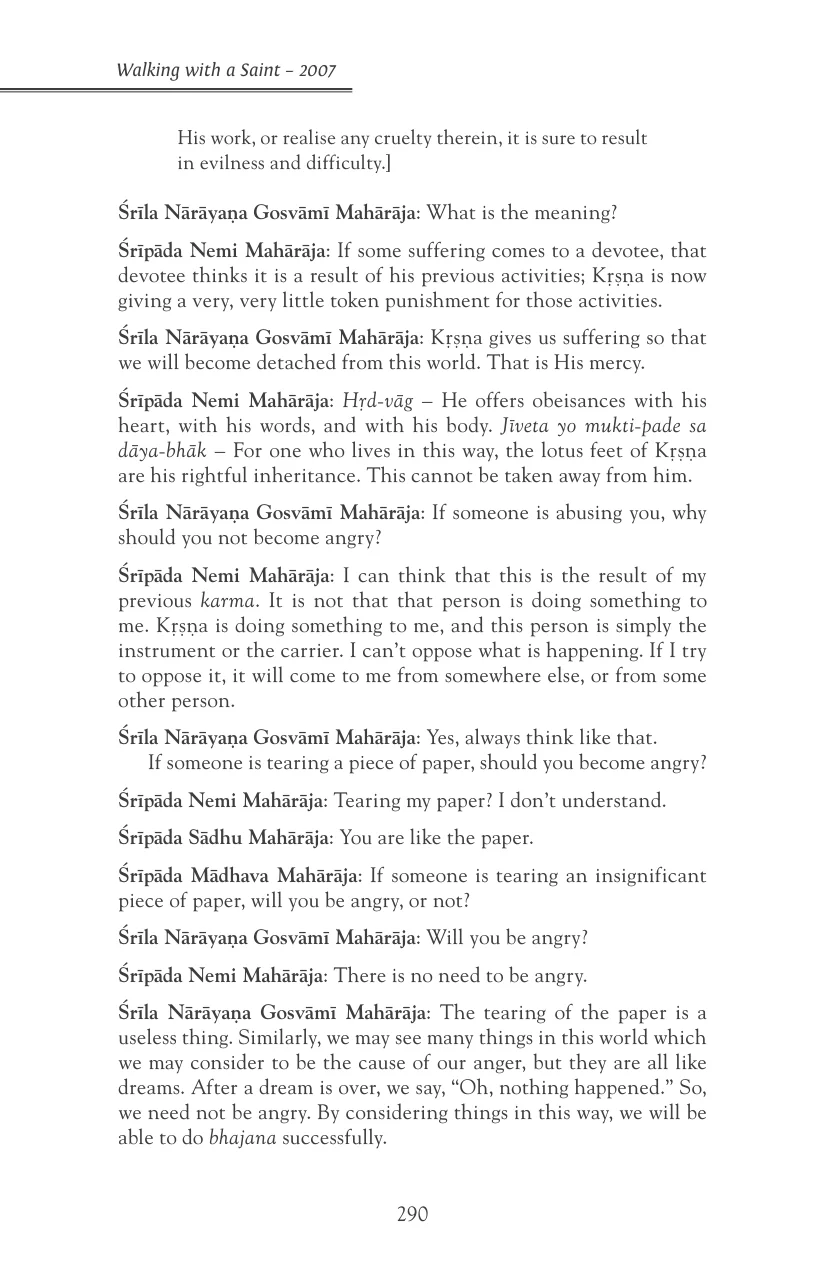 Walking with a Saint – 2007
His work, or realise any cruelty therein, it is sure to result
in evilness and difficulty.]
Śrīla Nārāyaṇa Gosvāmī Mahārāja: What is the meaning?
Śrīpāda Nemi Mahārāja: If some suffering comes to a devotee, that
devotee thinks it is a result of his previous activities; Kṛṣṇa is now
giving a very, very little token punishment for those activities.
Śrīla Nārāyaṇa Gosvāmī Mahārāja: Kṛṣṇa gives us suffering so that
we will become detached from this world. That is His mercy.
Śrīpāda Nemi Mahārāja: Hṛd-vāg – He offers obeisances with his
heart, with his words, and with his body. Jīveta yo mukti-pade sa
dāya-bhāk – For one who lives in this way, the lotus feet of Kṛṣṇa
are his rightful inheritance. This cannot be taken away from him.
Śrīla Nārāyaṇa Gosvāmī Mahārāja: If someone is abusing you, why
should you not become angry?
Śrīpāda Nemi Mahārāja: I can think that this is the result of my
previous karma. It is not that that person is doing something to
me. Kṛṣṇa is doing something to me, and this person is simply the
instrument or the carrier. I can't oppose what is happening. If I try
to oppose it, it will come to me from somewhere else, or from some
other person.
Śrīla Nārāyaṇa Gosvāmī Mahārāja: Yes, always think like that.
If someone is tearing a piece of paper, should you become angry?
Śrīpāda Nemi Mahārāja: Tearing my paper? I don't understand.
Śrīpāda Sādhu Mahārāja: You are like the paper.
Śrīpāda Mādhava Mahārāja: If someone is tearing an insignificant
piece of paper, will you be angry, or not?
Śrīla Nārāyaṇa Gosvāmī Mahārāja: Will you be angry?
Śrīpāda Nemi Mahārāja: There is no need to be angry.
Śrīla Nārāyaṇa Gosvāmī Mahārāja: The tearing of the paper is a
useless thing. Similarly, we may see many things in this world which
we may consider to be the cause of our anger, but they are all like
dreams. After a dream is over, we say, “Oh, nothing happened.” So,
we need not be angry. By considering things in this way, we will be
able to do bhajana successfully.
290